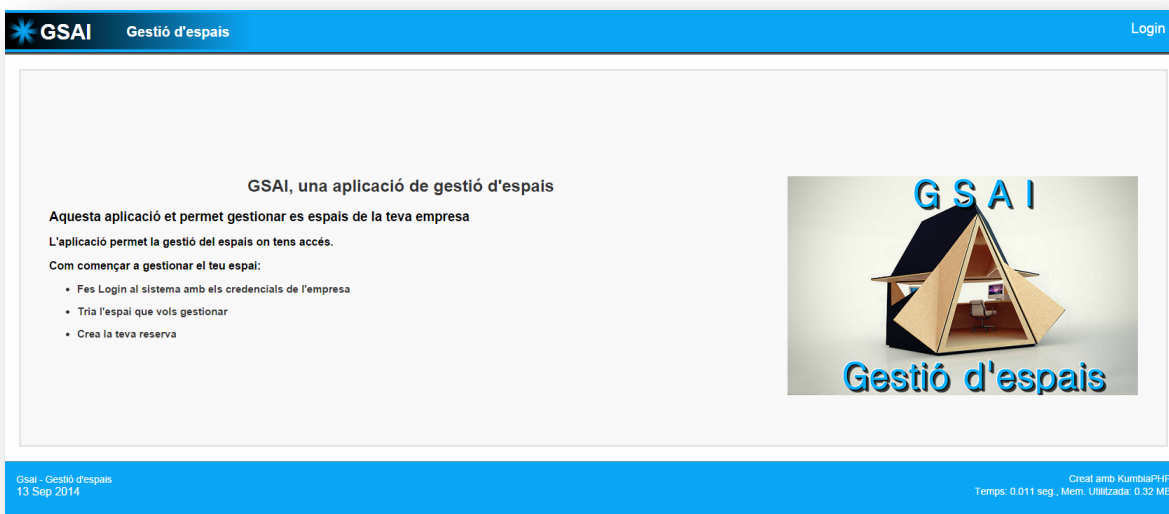 GSAI
Gestió d'espais
Login
GSAI, una aplicació de gestió d'espais
Aquesta aplicació et permet gestionar es espais de la teva empresa
L'aplicació permet la gestió del espais on tens accés.
Com començar a gestionar el teu espai:
Fes Login al sistema amb els credencials de l'empresa
Tria l'espai que vols gestionar
Crea la teva reserva
G S A I
Gestió d'espais
Gsai - Gestió d'espais
13 Sep 2014
Creat amb KumbiaPHP
Temps: 0.011 seg., Mem. Utilitzada: 0.32 MB